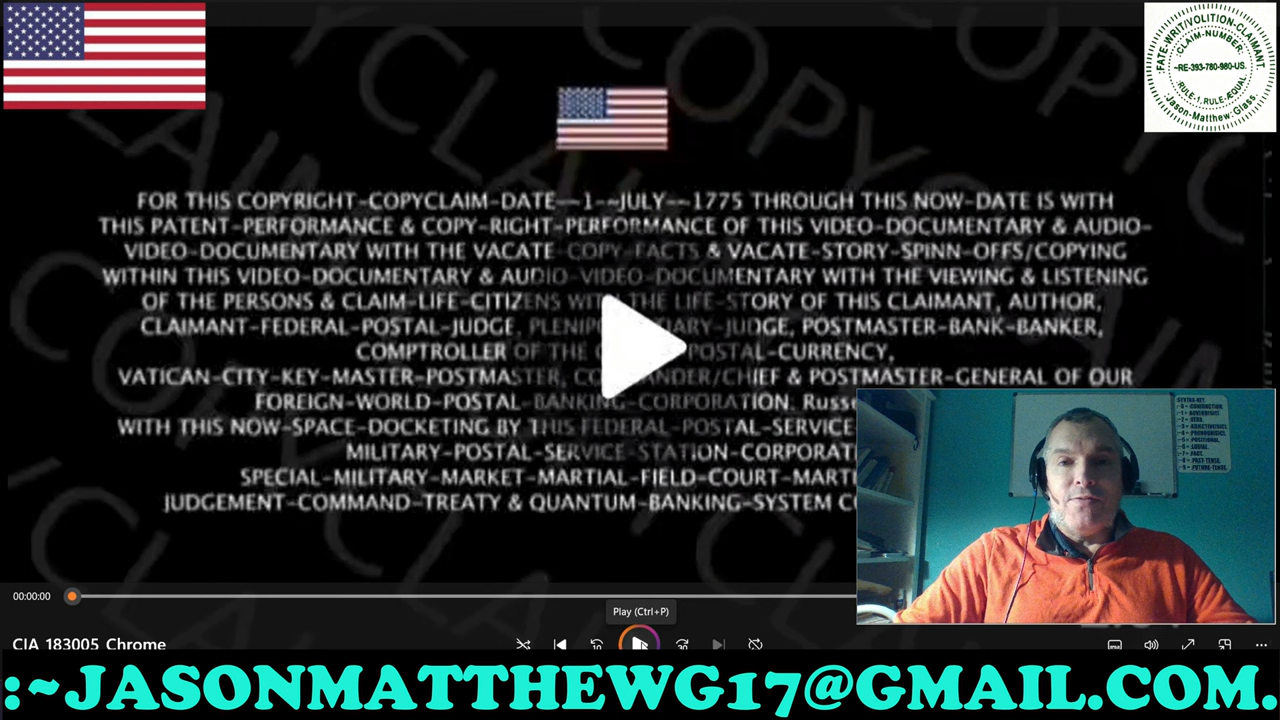 :FATE-WRIT/VOLITION-CLAIMANT
:CLAIM-NUMBER:
~RE-393-780-980-US.
:RULE.1,RULE.ÆQUAL.
Jason-Matthew: Glass.
FOR THIS COPYRIGHT-COPYCLAIM-DATE~-1-~JULY-~1775 THROUGH THIS NOW-DATE IS WITH
THIS PATENT-PERFORMANCE & COPY-RIGHT-PERFORMANCE OF THIS VIDEO-DOCUMENTARY & AUDIO-
VIDEO-DOCUMENTARY WITH THE VACATE COPY-FACTS & VACATE-STORY-SPINN-OFFS/COPYING
WITHIN THIS VIDEO-DOCUMENTARY & AUDIO-VIDEO-DOCUMENTARY WITH THE VIEWING & LISTENING
OF THE PERSONS & CLAIM-LIFE-CITIZENS WITH THE LIFE-STORY OF THIS CLAIMANT, AUTHOR,
CLAIMANT-FEDERAL-POSTAL-JUDGE, JUDGE, POSTMASTER-BANK-BANKER,
COMPTROLLER OF THE POSTAL-CURRENCY,
VATICAN-CITY-KEY-MASTER-POSTMASTER, & POSTMASTER-GENERAL OF OUR
FOREIGN-WORLD-POSTAL-BANKING-CORPORATION. Russe
WITH THIS NOW-SPACE-DOCKETING BY THE FEDERAL-POSTAL-SERVICE
MILITARY-POSTAL-SERVICE-STATION-CORPORATI
SPECIAL-MILITARY-MARKET-MARTIAL-FIELD-COURT-MARTI
JUDGEMENT-COMMAND-TREATY & QUANTUM-BANKING-SYSTEM CO
00:00:00
Play (Ctrl+P)
10
30
CIA 183005 Chrome
:~JASONMATTHEWG17@GMAIL.COM.